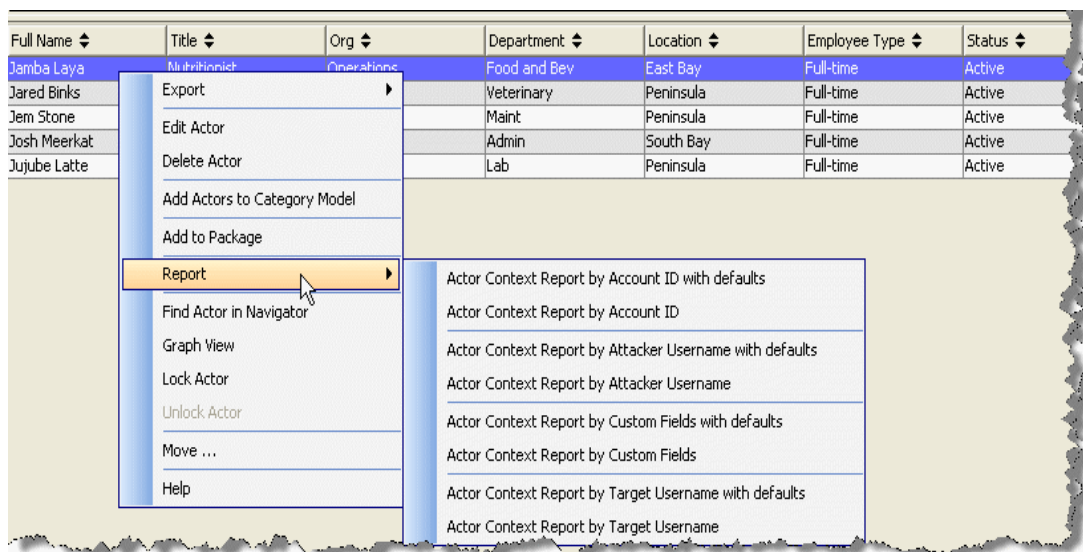 Full Name Title Org Department Location Employee Type Status
Jamba Laya Nutritionist Operations Food and Bev East Bay Full-time Active
Jared Binks Veterinary Peninsula Full-time Active
Jem Stone Maint Peninsula Full-time Active
Josh Meerkat Admin South Bay Full-time Active
Jujube Latte Lab Peninsula Full-time Active
Export
Edit Actor
Delete Actor
Add Actors to Category Model
Add to Package
Report
Find Actor in Navigator
Graph View
Lock Actor
Unlock Actor
Move ...
Help
Actor Context Report by Account ID with defaults
Actor Context Report by Account ID
Actor Context Report by Attacker Username with defaults
Actor Context Report by Attacker Username
Actor Context Report by Custom Fields with defaults
Actor Context Report by Custom Fields
Actor Context Report by Target Username with defaults
Actor Context Report by Target Username